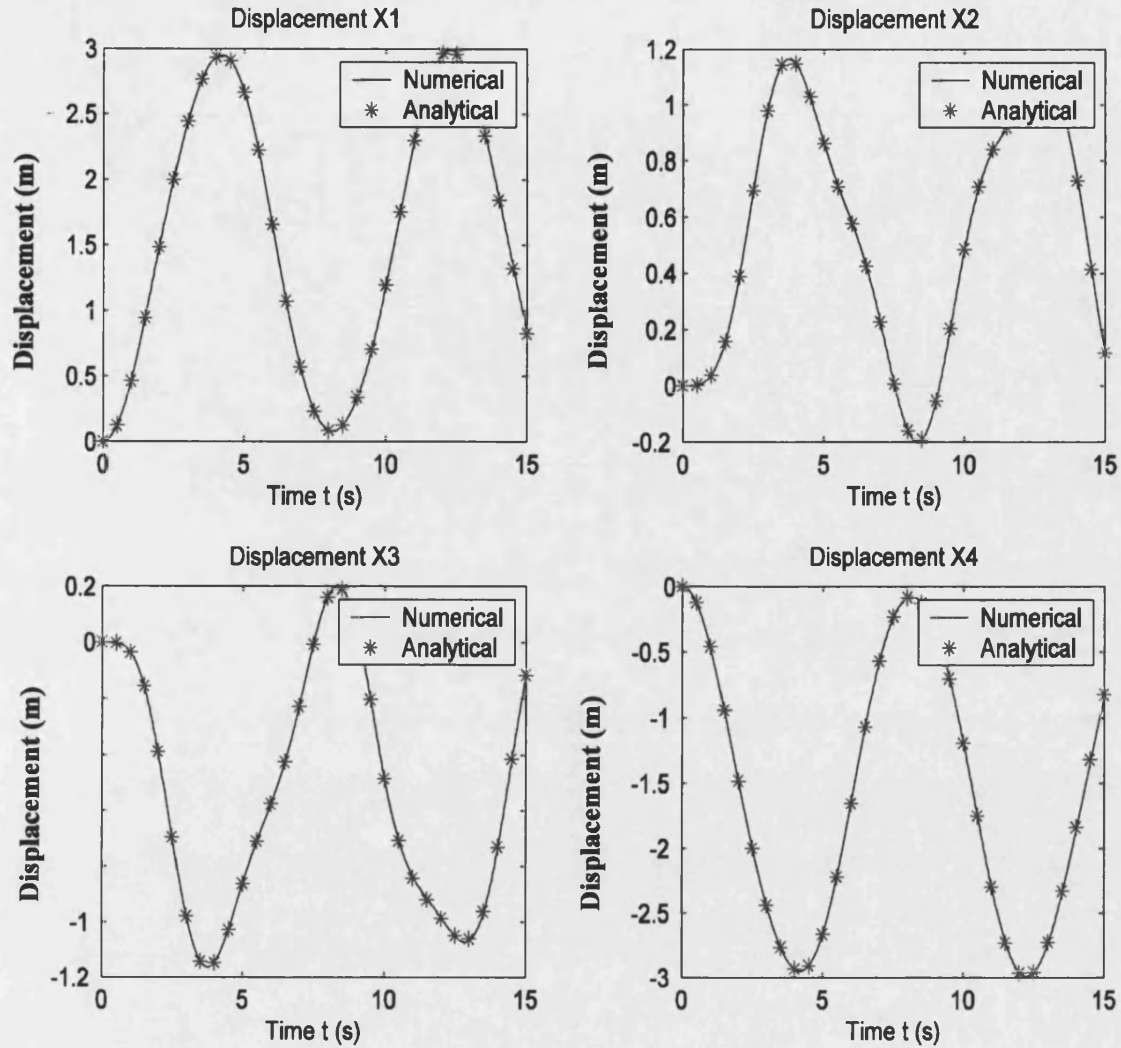 Displacement X1
3
2.5
2
1.5
1
0.5
0
0 5 10 15
Displacement (m)
Time t (s)
Numerical
Analytical
Displacement X2
1.2
1
0.8
0.6
0.4
0.2
0
-0.2
0 5 10 15
Displacement (m)
Time t (s)
Numerical
Analytical
Displacement X3
0.2
0
-1
-1.2
0 5 10 15
Displacement (m)
Time t (s)
Numerical
Analytical
Displacement X4
0
-0.5
-1
-1.5
-2
-2.5
-3
0 5 10 15
Displacement (m)
Time t (s)
Numerical
Analytical